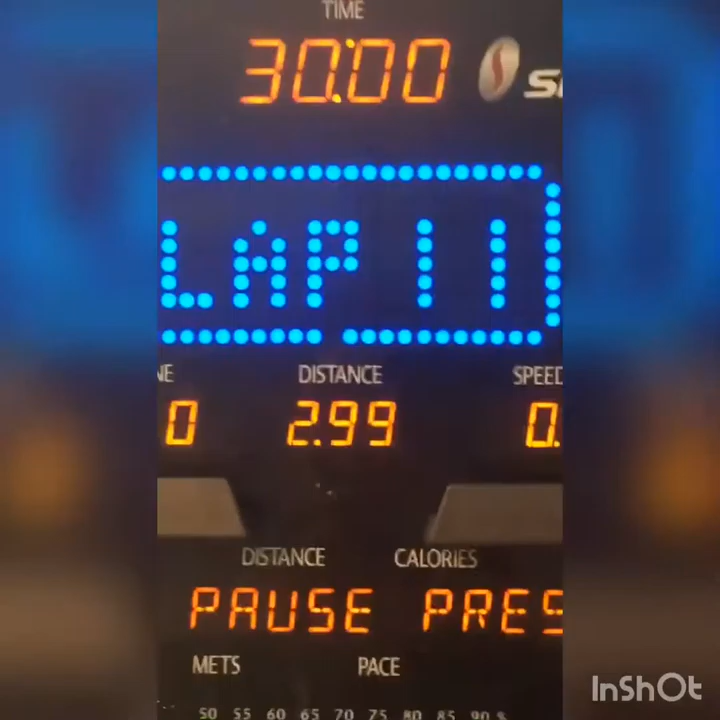 TIME
30:00
LAP 11
DISTANCE SPEED
0 2.99 0.
DISTANCE CALORIES
PAUSE PRES
METS PACE
50 55 60 65 70 75 80 85 90 %
InShOt